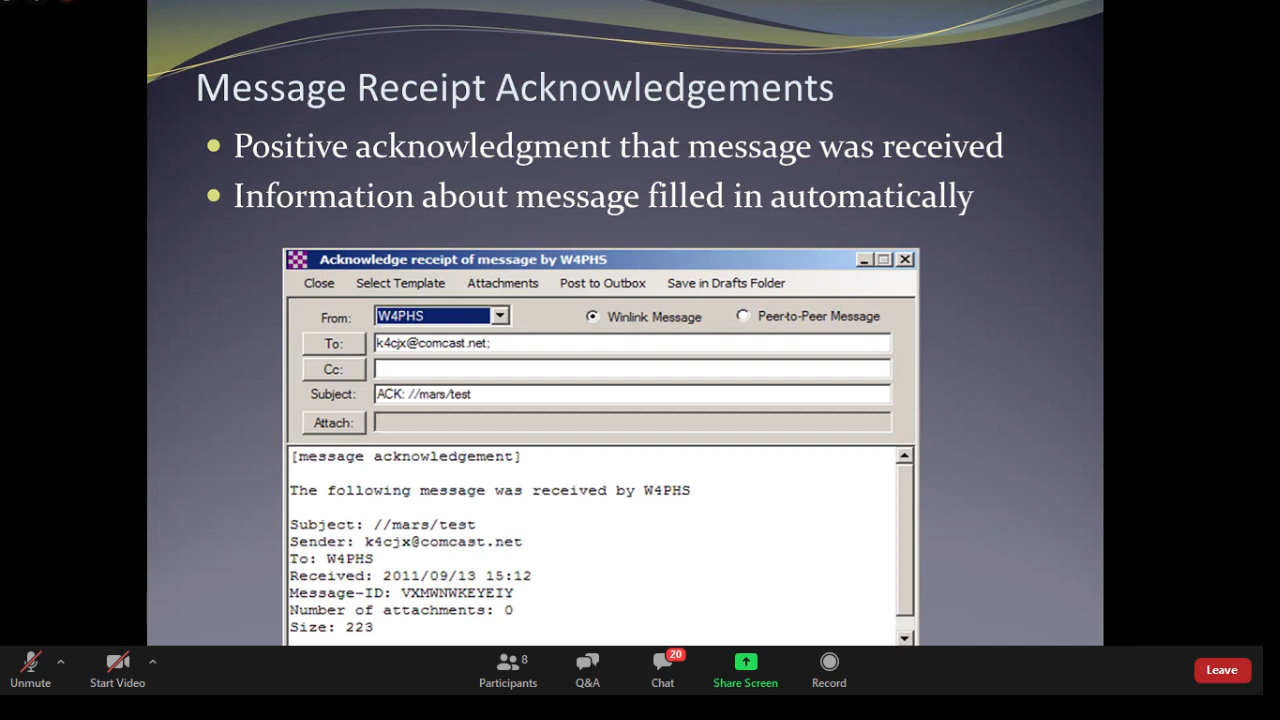 Message Receipt Acknowledgements
Positive acknowledgment that message was received
Information about message filled in automatically
Acknowledge receipt of message by W4PHS
Close Select Template Attachments Post to Outbox Save in Drafts Folder
From: W4PHS Winlink Message Peer-to-Peer Message
To: k4cjx@comcast.net;
Cc:
Subject: ACK: //mars/test
Attach:
[message acknowledgement]
The following message was received by W4PHS
Subject: //mars/test
Sender: k4cjx@comcast.net
To: W4PHS
Received: 2011/09/13 15:12
Message-ID: VXMWNWKEYEIY
Number of attachments: 0
Size: 223
8 20
Unmute Start Video Participants Q&A Chat Share Screen Record Leave